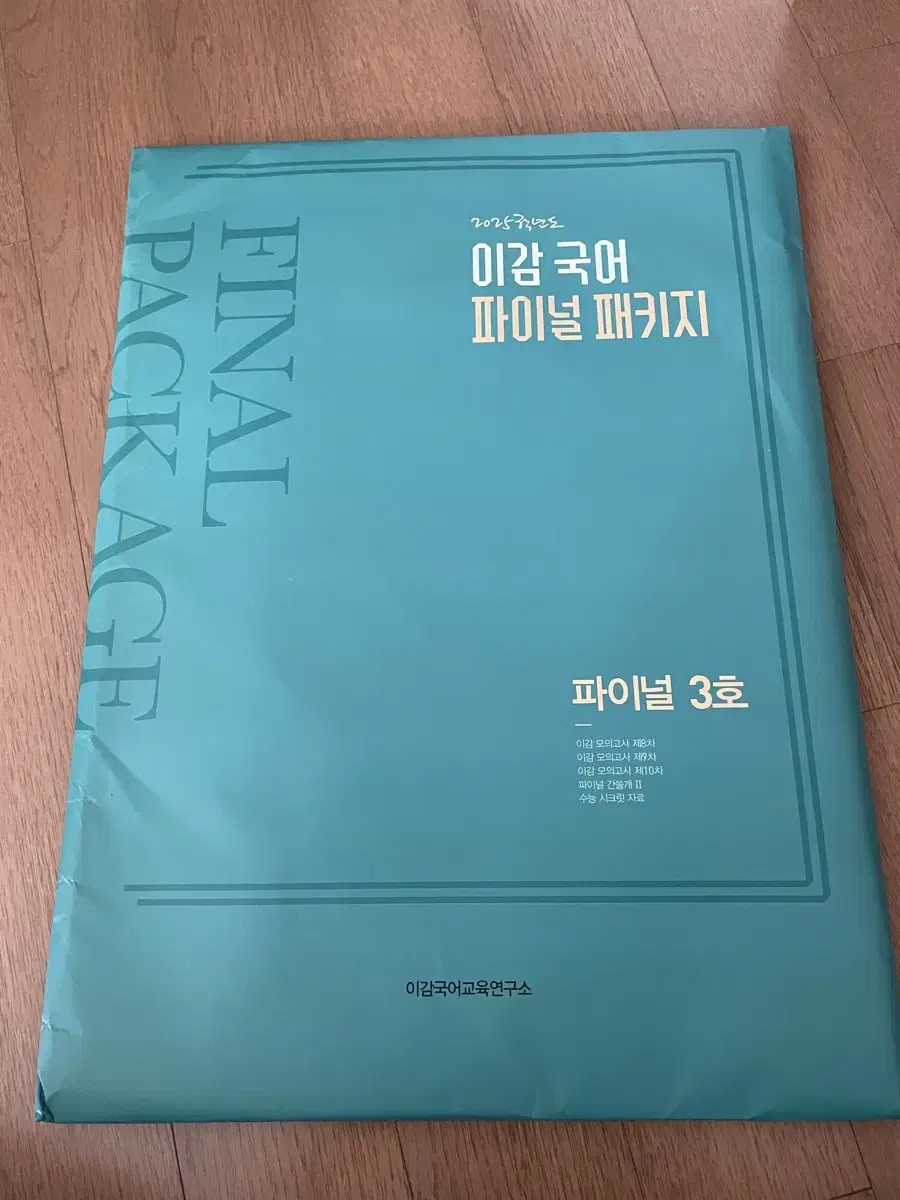 FINAL
PACKAGE
2025학년도
이감 국어
파이널 패키지
파이널 3호
이감 모의고사 제8차
이감 모의고사 제9차
이감 모의고사 제10차
파이널 간쓸개 II
수능 시크릿 자료
이감국어교육연구소